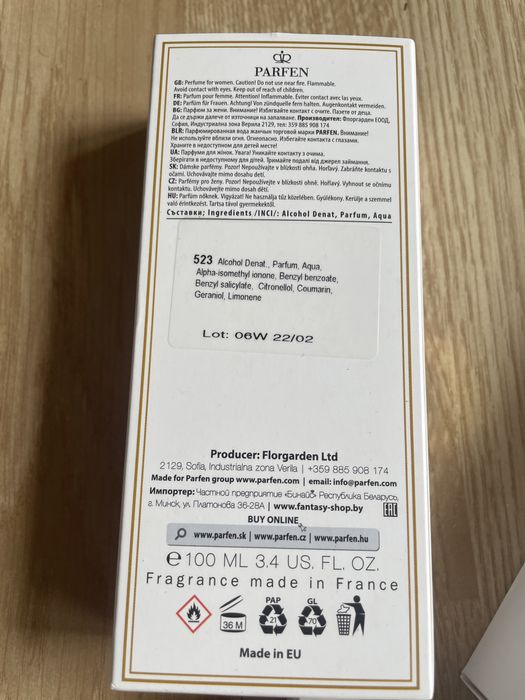 PARFEN
GB: Perfume for women. Caution! Do not use near fire. Flammable.
Avoid contact with eyes. Keep out of reach of children.
FR: Parfum pour femme. Attention! Inflammable. Éviter contact avec les yeux.
DE: Parfüm für Frauen. Achtung! Von zündquelle fern halten. Augenkontakt vermeiden.
BG: Парфюм за жени. Внимание! Избягвайте контакт с очите. Пазете от деца.
Да се държи далече от източници на запалване. Производител: Флоргарден ЕООД,
София, Индустриална зона Верила 2129, тел: 359 885 908 174
BLR: Парфюмированная вода жанчын торговой марки PARFEN. Внимание!
Не используйте вблизи огня. Огнеопасно. Избегайте контакта с глазами.
Храните в недоступном для детей месте!
UA: Парфуми для жінок. Увага! Уникайте контакту з очима.
Зберігати в недоступному для дітей. Тримайте подалі від джерел займання.
SK: Dámske parfémy. Pozor! Nepoužívajte v blízkosti ohňa. Horľavý. Zabráňte kontaktu s
očami. Uchovávajte mimo dosahu detí.
CZ: Parfémy pro ženy. Pozor! Nepoužívejte v blízkosti ohně. Hořlavý. Vyhnout se očnímu
kontaktu. Uchovávejte mimo dosah dětí.
HU: Parfüm nőknek. Vigyázat! Ne használja tűz közelében. Gyúlékony. Kerülje a szemmel
való érintkezést. Tartsa távol gyermekektől.
Съставки; Ingredients /INCI/: Alcohol Denat, Parfum, Aqua
523 Alcohol Denat., Parfum, Aqua,
Alpha-isomethyl ionone, Benzyl benzoate,
Benzyl salicylate, Citronellol, Coumarin,
Geraniol, Limonene
Lot: 06W 22/02
Producer: Florgarden Ltd
2129, Sofia, Industrialna zona Verila | +359 885 908 174
Made for Parfen group www.parfen.com | email: info@parfen.com
Импортер: Частной предприятие «Бинайс» Республика Беларусь,
г. Минск, ул. Платонова 36-28А | www.fantasy-shop.by EAC
BUY ONLINE
www.parfen.sk | www.parfen.cz | www.parfen.hu
℮ 100 ML 3.4 US. FL. OZ.
Fragrance made in France
PAP GL
36 M 21 70
Made in EU